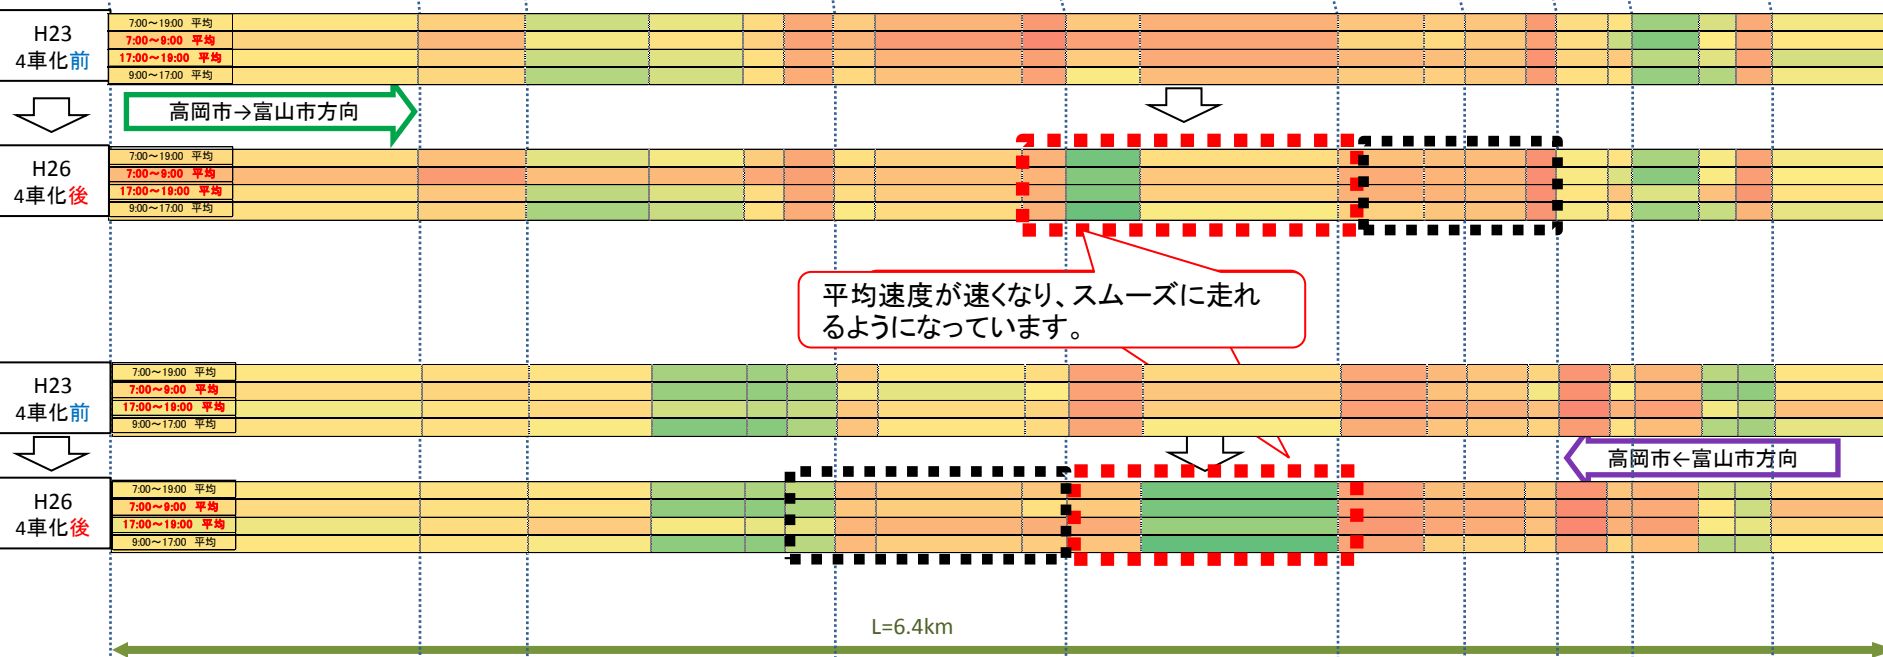 H23
4車化前
7:00～19:00 平均
7:00～9:00 平均
17:00～19:00 平均
9:00～17:00 平均
高岡市→富山市方向
H26
4車化後
7:00～19:00 平均
7:00～9:00 平均
17:00～19:00 平均
9:00～17:00 平均
平均速度が速くなり、スムーズに走れ
るようになっています。
H23
4車化前
7:00～19:00 平均
7:00～9:00 平均
17:00～19:00 平均
9:00～17:00 平均
高岡市←富山市方向
H26
4車化後
7:00～19:00 平均
7:00～9:00 平均
17:00～19:00 平均
9:00～17:00 平均
L=6.4km